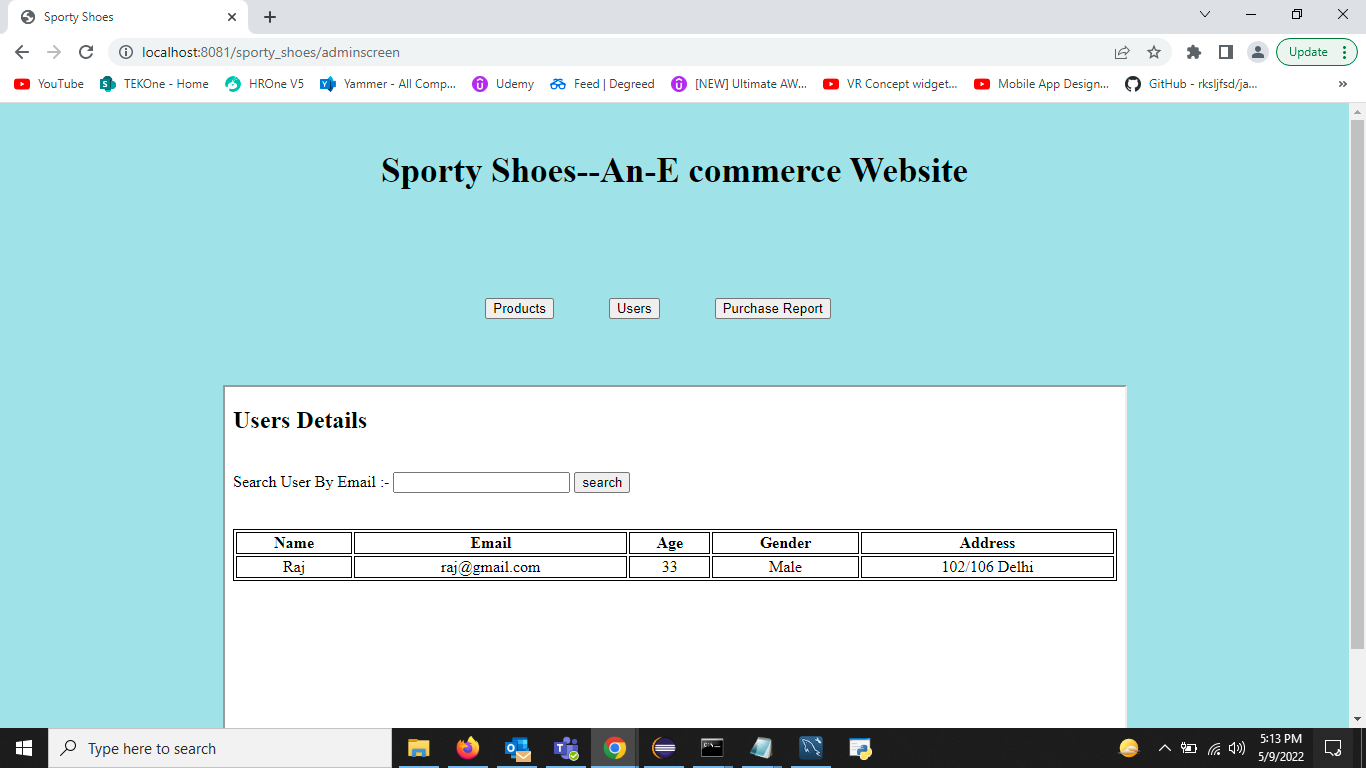 Sporty Shoes
localhost:8081/sporty_shoes/adminscreen
Update
YouTube TEKOne - Home HROne V5 Yammer - All Comp... Udemy Feed | Degreed [NEW] Ultimate AW... VR Concept widget... Mobile App Design... GitHub - rksljfsd/ja... »
Sporty Shoes--An-E commerce Website
Products Users Purchase Report
Users Details
Search User By Email :- search
Name Email Age Gender Address
Raj raj@gmail.com 33 Male 102/106 Delhi
Type here to search
5:13 PM
5/9/2022